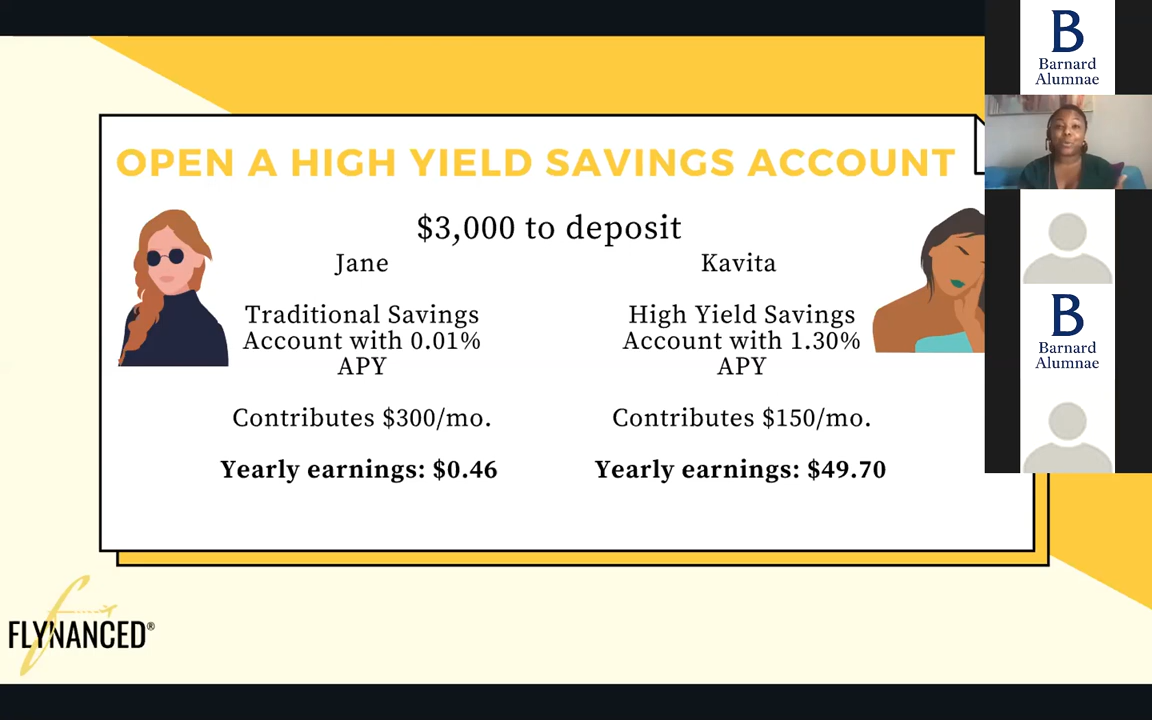 OPEN A HIGH YIELD SAVINGS ACCOUNT
$3,000 to deposit
Jane
Traditional Savings
Account with 0.01%
APY
Contributes $300/mo.
Yearly earnings: $0.46
Kavita
High Yield Savings
Account with 1.30%
APY
Contributes $150/mo.
Yearly earnings: $49.70
f
FLYNANCED®
B
Barnard
Alumnae
B
Barnard
Alumnae